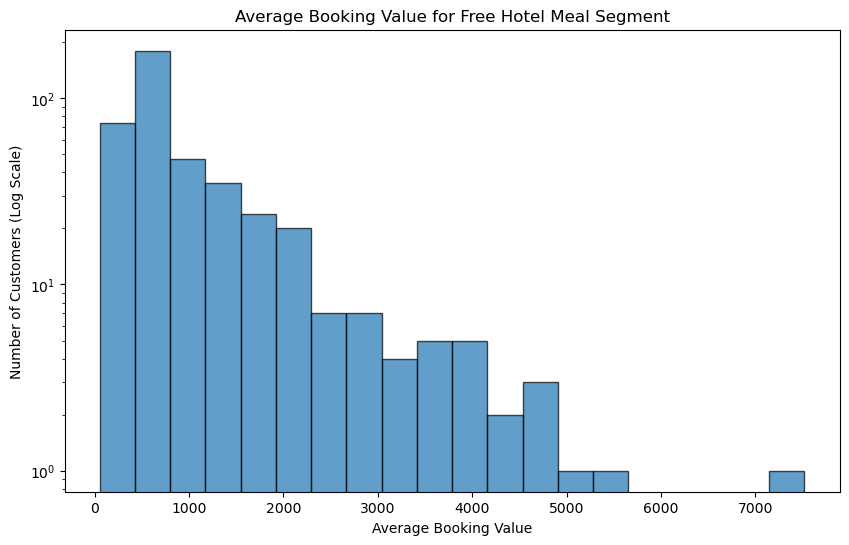 Average Booking Value for Free Hotel Meal Segment
Number of Customers (Log Scale)
10²
10¹
10⁰
0 1000 2000 3000 4000 5000 6000 7000
Average Booking Value